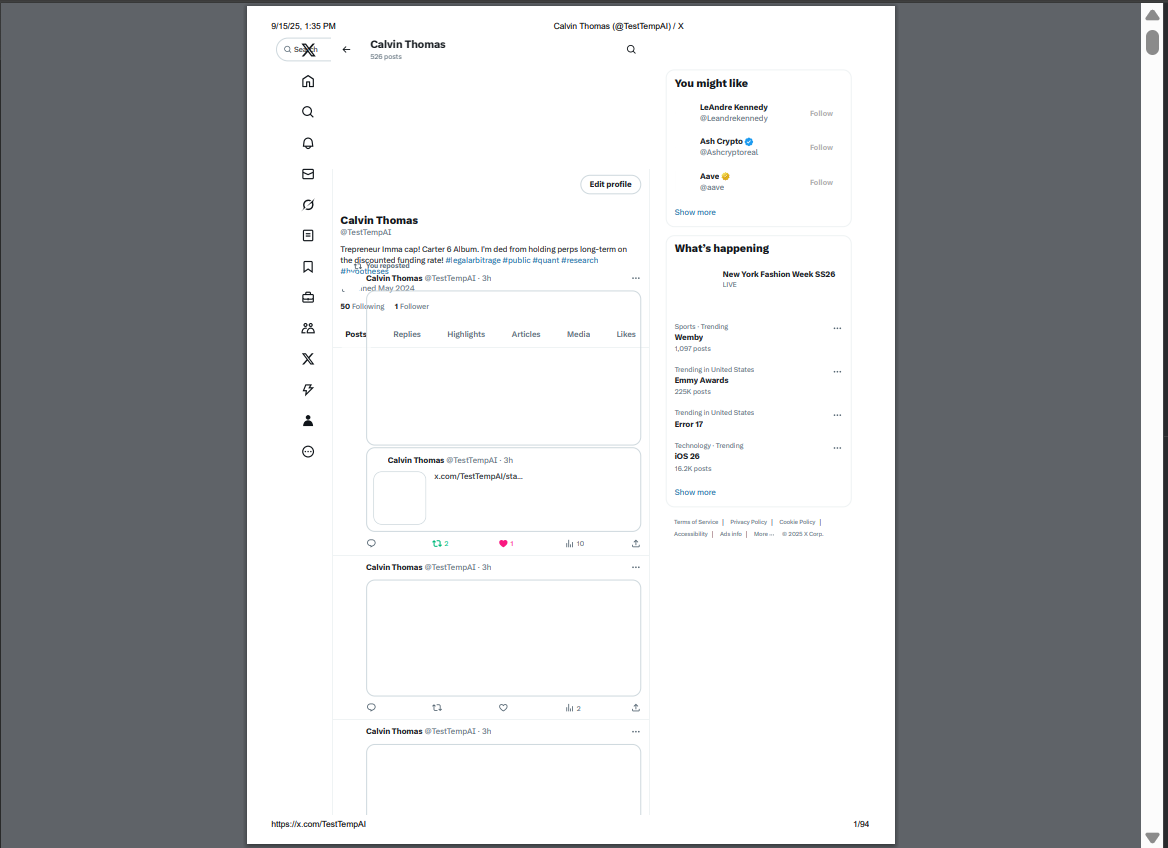 9/15/25, 1:35 PM
Calvin Thomas (@TestTempAI) / X
Search
Calvin Thomas
526 posts
Edit profile
Calvin Thomas
@TestTempAI
Trepreneur Imma cap! Carter 6 Album. I'm ded from holding perps long-term on
the discounted funding rate! #legalarbitrage #public #quant #research
You reposted
Calvin Thomas @TestTempAI · 3h
May 2024
50 Following 1 Follower
Posts Replies Highlights Articles Media Likes
Calvin Thomas @TestTempAI · 3h
x.com/TestTempAI/sta...
2 1 10
Calvin Thomas @TestTempAI · 3h
2
Calvin Thomas @TestTempAI · 3h
You might like
LeAndre Kennedy
@Leandrekennedy
Follow
Ash Crypto
@Ashcryptoreal
Follow
Aave
@aave
Follow
Show more
What's happening
New York Fashion Week SS26
LIVE
Sports · Trending
Wemby
1,097 posts
Trending in United States
Emmy Awards
225K posts
Trending in United States
Error 17
Technology · Trending
iOS 26
16.2K posts
Show more
Terms of Service | Privacy Policy | Cookie Policy |
Accessibility | Ads info | More ··· © 2025 X Corp.
https://x.com/TestTempAI
1/94